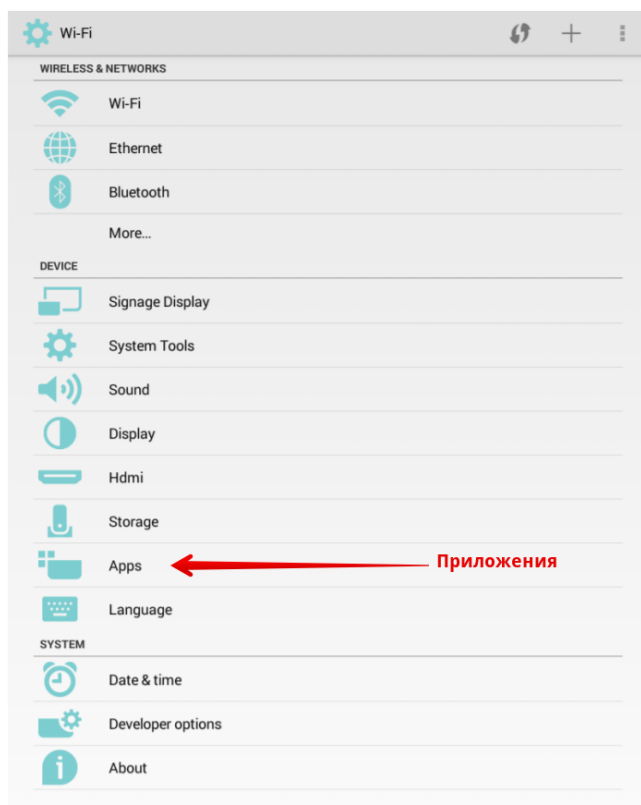 Wi-Fi
WIRELESS & NETWORKS
Wi-Fi
Ethernet
Bluetooth
More...
DEVICE
Signage Display
System Tools
Sound
Display
Hdmi
Storage
Apps Приложения
Language
SYSTEM
Date & time
Developer options
About